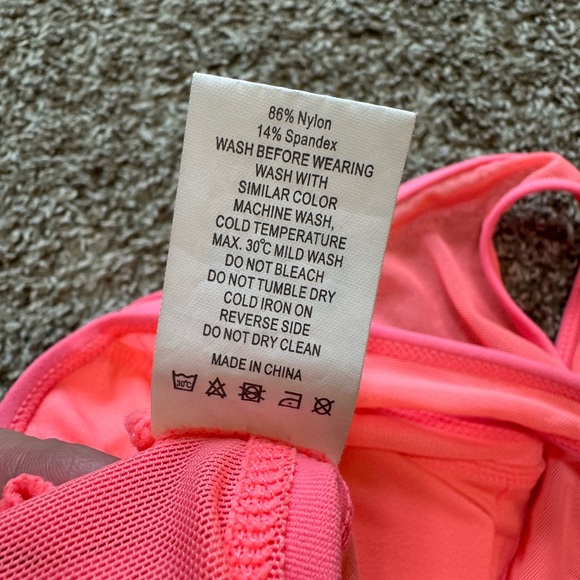 86% Nylon
14% Spandex
WASH BEFORE WEARING
WASH WITH
SIMILAR COLOR
MACHINE WASH,
COLD TEMPERATURE
MAX. 30℃ MILD WASH
DO NOT BLEACH
DO NOT TUMBLE DRY
COLD IRON ON
REVERSE SIDE
DO NOT DRY CLEAN
MADE IN CHINA
30℃